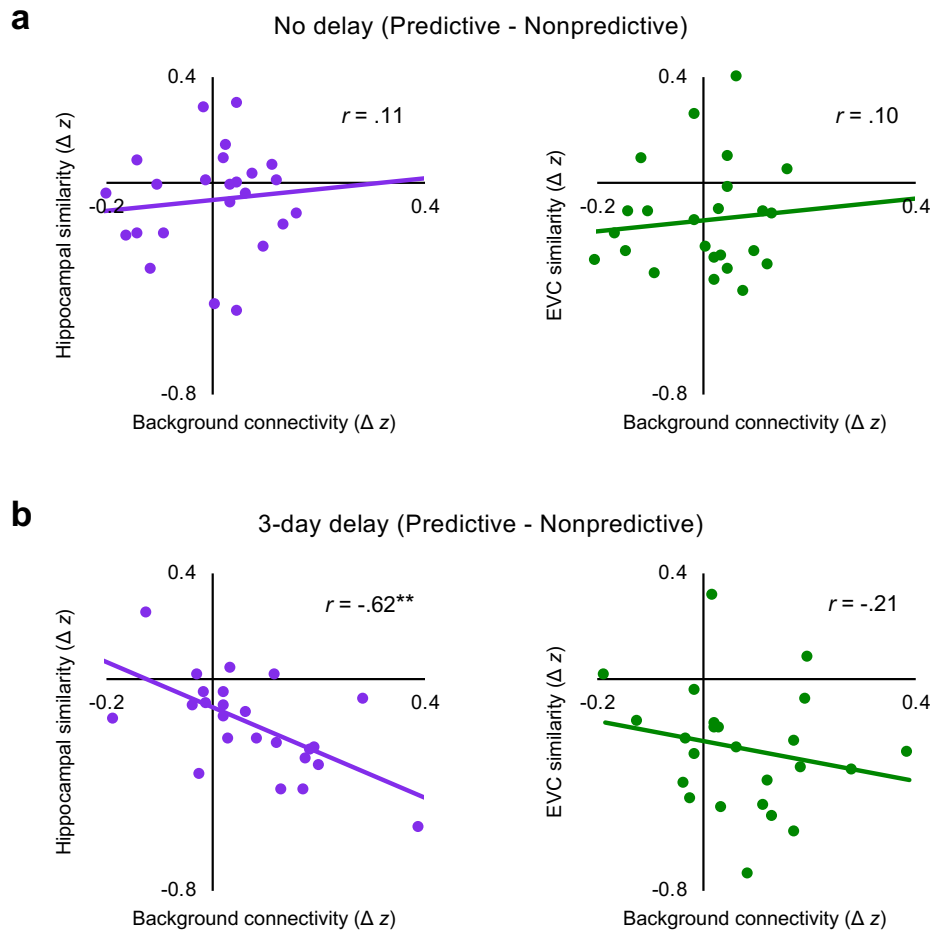 a
No delay (Predictive - Nonpredictive)
0.4
r = .11
Hippocampal similarity (Δ z)
-0.2
0.4
-0.8
Background connectivity (Δ z)
0.4
r = .10
EVC similarity (Δ z)
-0.2
0.4
-0.8
Background connectivity (Δ z)
b
3-day delay (Predictive - Nonpredictive)
0.4
r = -.62**
Hippocampal similarity (Δ z)
-0.2
0.4
-0.8
Background connectivity (Δ z)
0.4
r = -.21
EVC similarity (Δ z)
-0.2
0.4
-0.8
Background connectivity (Δ z)